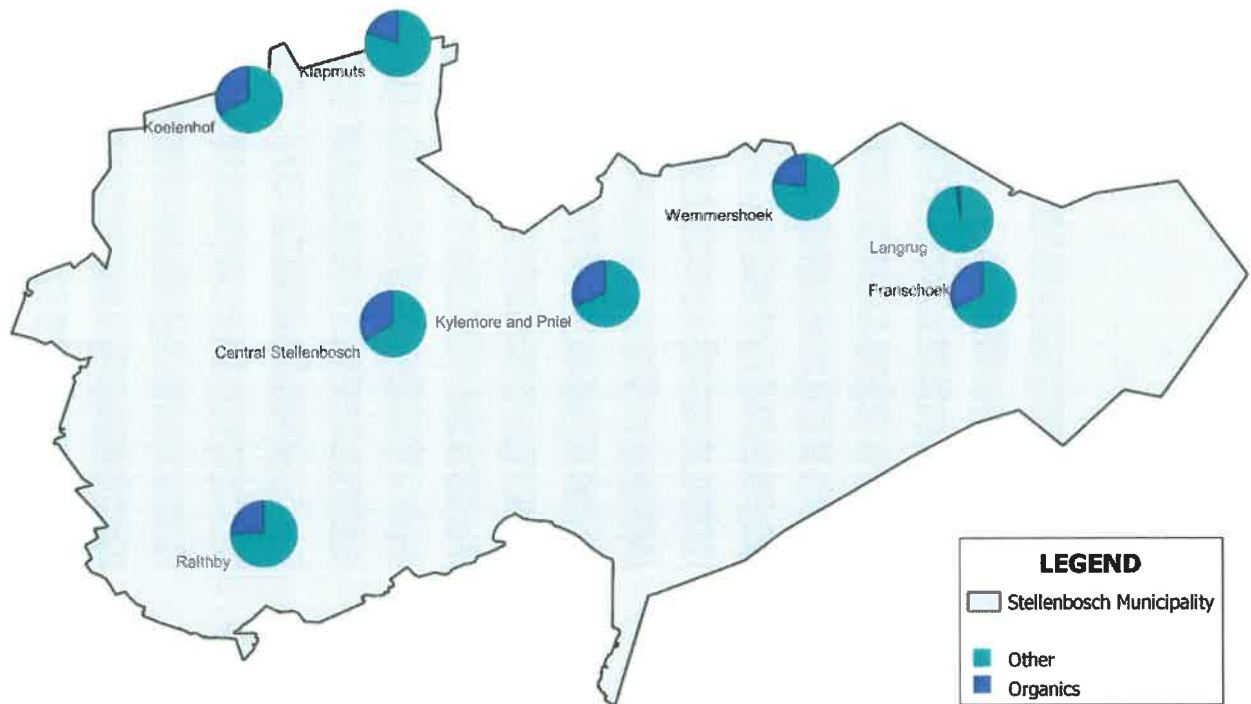 Klapmuts
Koelenhof
Wemmershoek
Langrug
Franschoek
Kylemore and Pniel
Central Stellenbosch
Raithby
LEGEND
Stellenbosch Municipality
Other
Organics